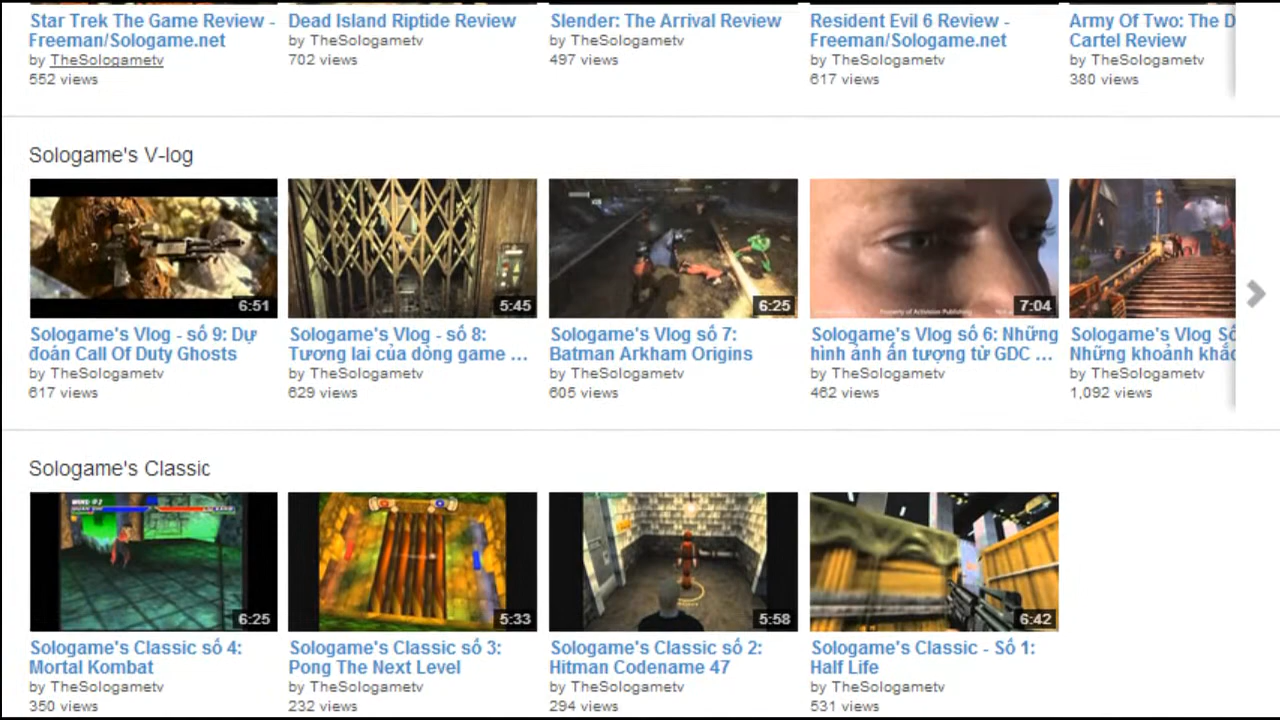 Star Trek The Game Review -
Freeman/Sologame.net
by TheSologametv
552 views
Dead Island Riptide Review
by TheSologametv
702 views
Slender: The Arrival Review
by TheSologametv
497 views
Resident Evil 6 Review -
Freeman/Sologame.net
by TheSologametv
617 views
Army Of Two: The D
Cartel Review
by TheSologametv
380 views
Sologame's V-log
6:51
Sologame's Vlog - số 9: Dự
đoán Call Of Duty Ghosts
by TheSologametv
617 views
5:45
Sologame's Vlog - số 8:
Tương lai của dòng game ...
by TheSologametv
629 views
6:25
Sologame's Vlog số 7:
Batman Arkham Origins
by TheSologametv
605 views
Property of Activision Publishing
7:04
Sologame's Vlog số 6: Những
hình ảnh ấn tượng từ GDC ...
by TheSologametv
462 views
Sologame's Vlog Số
Những khoảnh khắc
by TheSologametv
1,092 views
Sologame's Classic
6:25
Sologame's Classic số 4:
Mortal Kombat
by TheSologametv
350 views
5:33
Sologame's Classic số 3:
Pong The Next Level
by TheSologametv
232 views
5:58
Sologame's Classic số 2:
Hitman Codename 47
by TheSologametv
294 views
6:42
Sologame's Classic - Số 1:
Half Life
by TheSologametv
531 views